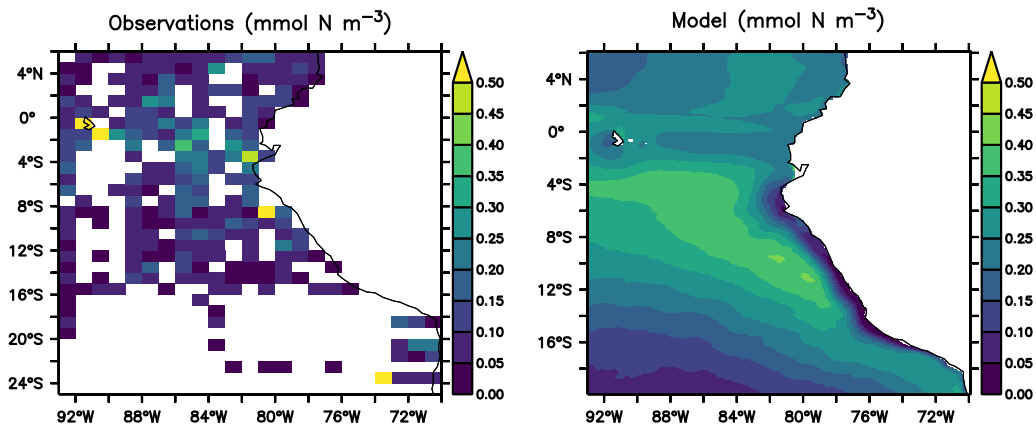 Observations (mmol N m⁻³)
Model (mmol N m⁻³)
4°N
0°
4°S
8°S
12°S
16°S
20°S
24°S
92°W
88°W
84°W
80°W
76°W
72°W
0.50
0.45
0.40
0.35
0.30
0.25
0.20
0.15
0.10
0.05
0.00
4°N
0°
4°S
8°S
12°S
16°S
92°W
88°W
84°W
80°W
76°W
72°W
0.50
0.45
0.40
0.35
0.30
0.25
0.20
0.15
0.10
0.05
0.00